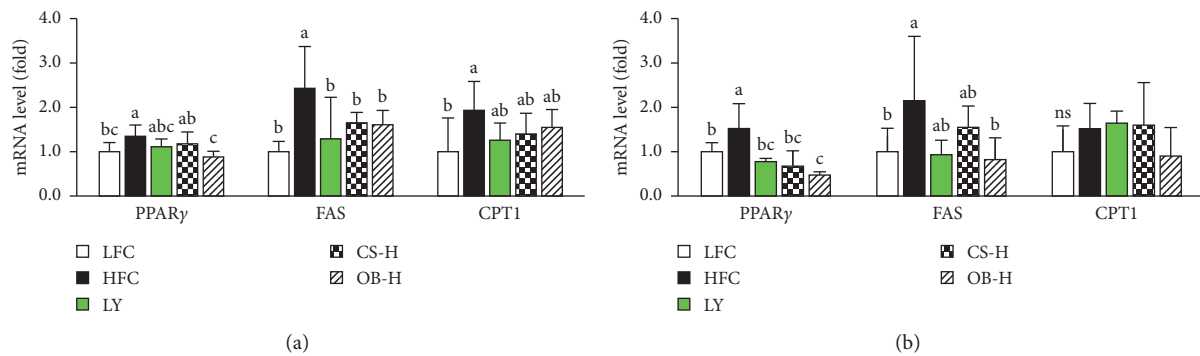 mRNA level (fold)
4.0
3.0
2.0
1.0
0.0
bc a abc ab c
b a b b b
b a ab ab ab
PPARγ FAS CPT1
LFC CS-H
HFC OB-H
LY
(a)
mRNA level (fold)
4.0
3.0
2.0
1.0
0.0
b a bc bc c
b a ab ab b
ns
PPARγ FAS CPT1
LFC CS-H
HFC OB-H
LY
(b)